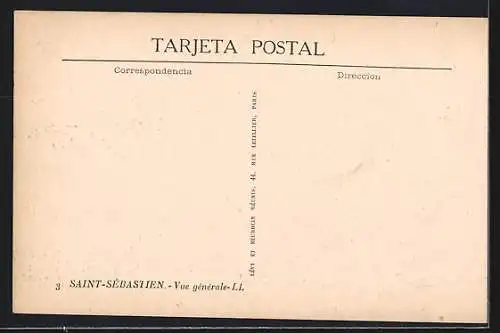 TARJETA POSTAL
Correspondencia
Direccion
LÉVY ET NEURDEIN RÉUNIS, 44, RUE LETELLIER, PARIS
3 SAINT-SÉBASTIEN.-Vue générale-LL